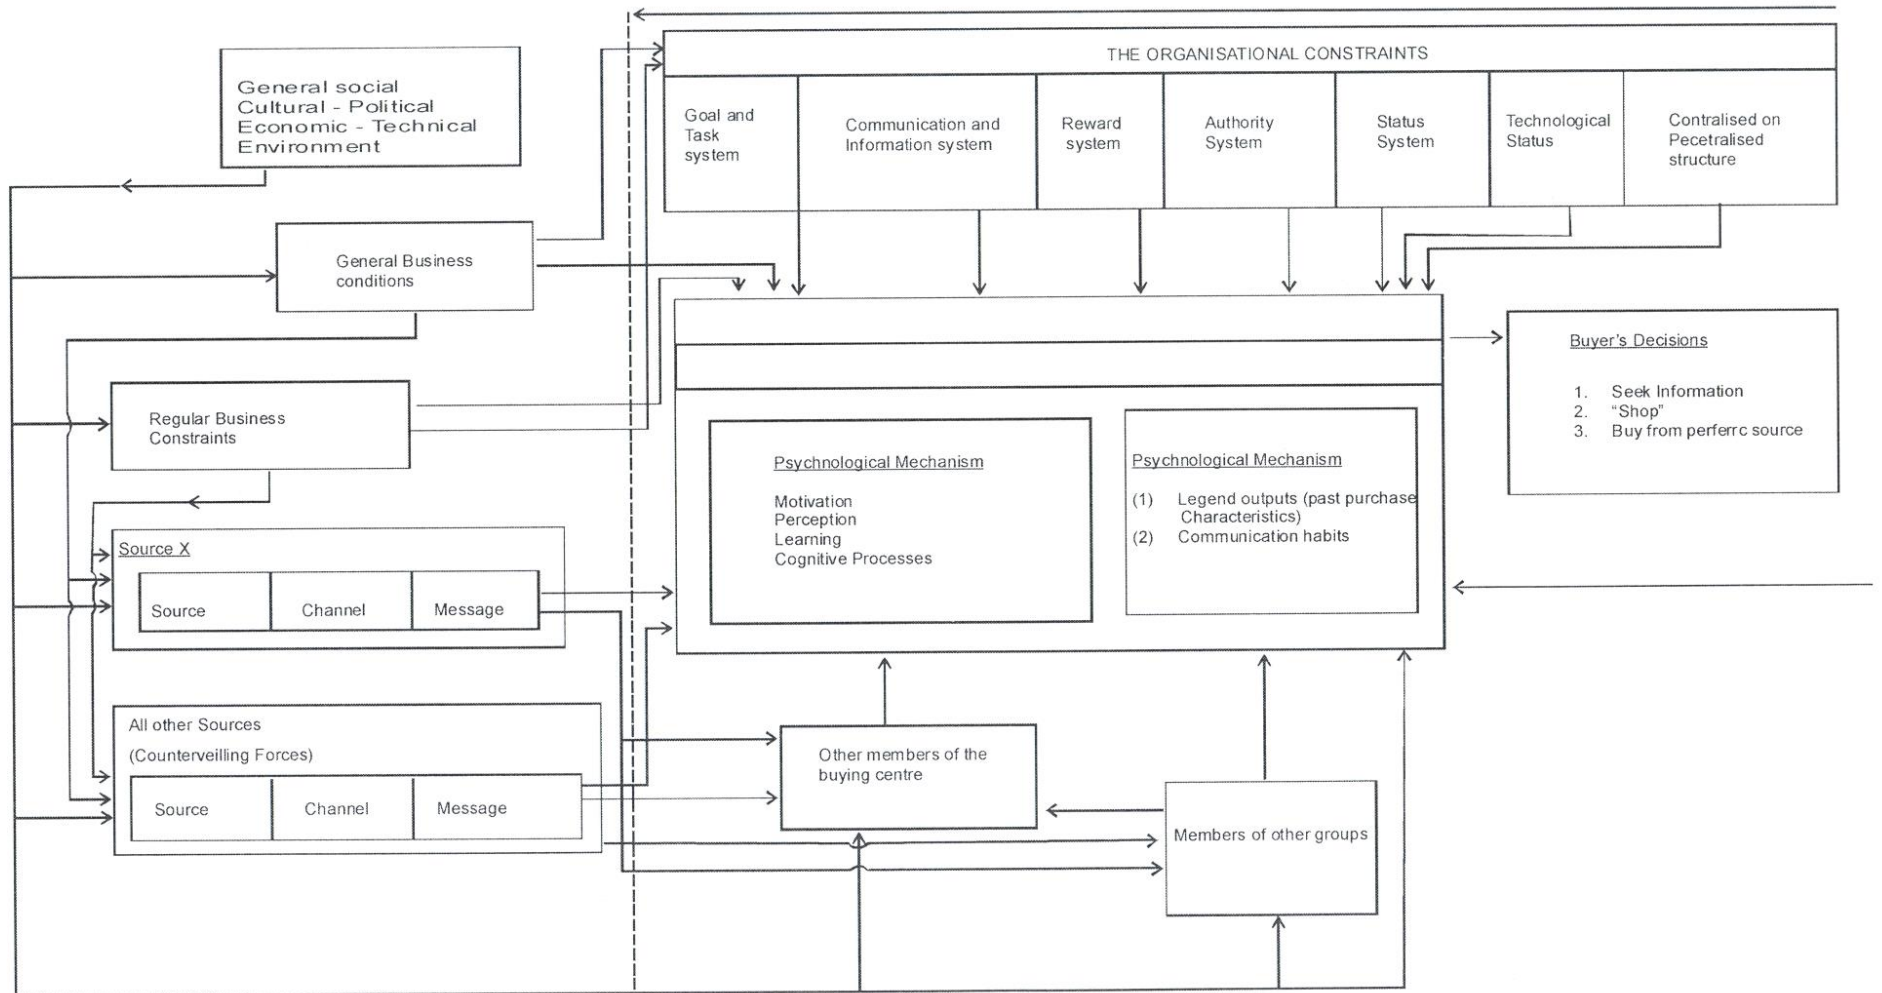 THE ORGANISATIONAL CONSTRAINTS
General social
Cultural - Political
Economic - Technical
Environment
Goal and
Task
system
Communication and
Information system
Reward
system
Authority
System
Status
System
Technological
Status
Contralised on
Pecetralised
structure
General Business
conditions
Buyer's Decisions
1. Seek Information
2. "Shop"
3. Buy from perferrc source
Regular Business
Constraints
Psychnological Mechanism
Motivation
Perception
Learning
Cognitive Processes
Psychnological Mechanism
(1) Legend outputs (past purchase
Characteristics)
(2) Communication habits
Source X
Source
Channel
Message
All other Sources
(Counterveilling Forces)
Source
Channel
Message
Other members of the
buying centre
Members of other groups